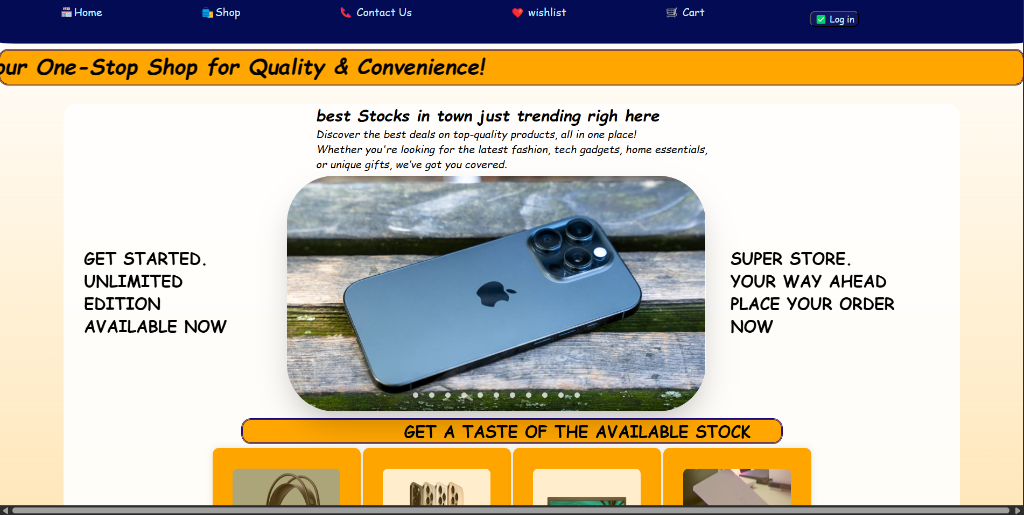 Home
Shop
Contact Us
wishlist
Cart
Log in
our One-Stop Shop for Quality & Convenience!
best Stocks in town just trending righ here
Discover the best deals on top-quality products, all in one place!
Whether you're looking for the latest fashion, tech gadgets, home essentials,
or unique gifts, we've got you covered.
GET STARTED.
UNLIMITED
EDITION
AVAILABLE NOW
SUPER STORE.
YOUR WAY AHEAD
PLACE YOUR ORDER
NOW
GET A TASTE OF THE AVAILABLE STOCK